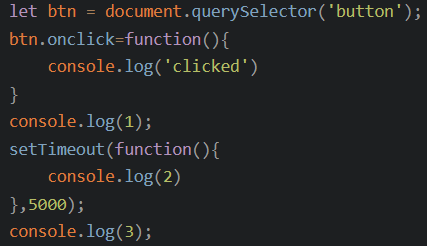 let btn = document.querySelector('button');
btn.onclick=function(){
    console.log('clicked')
}
console.log(1);
setTimeout(function(){
    console.log(2)
},5000);
console.log(3);